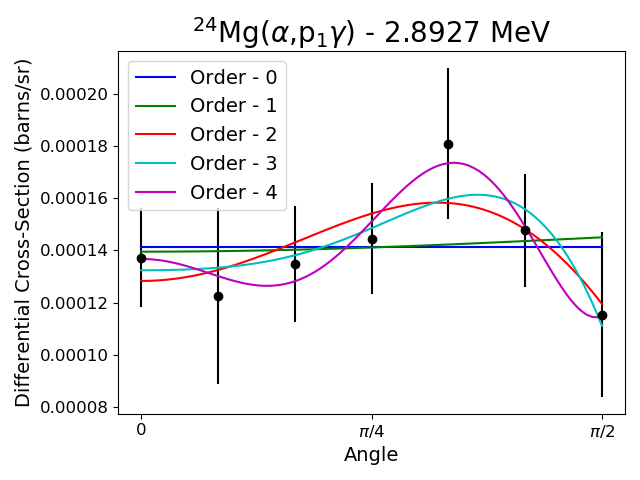 ²⁴Mg(α,p₁γ) - 2.8927 MeV
Differential Cross-Section (barns/sr)
0.00020
0.00018
0.00016
0.00014
0.00012
0.00010
0.00008
Order - 0
Order - 1
Order - 2
Order - 3
Order - 4
0
π/4
π/2
Angle